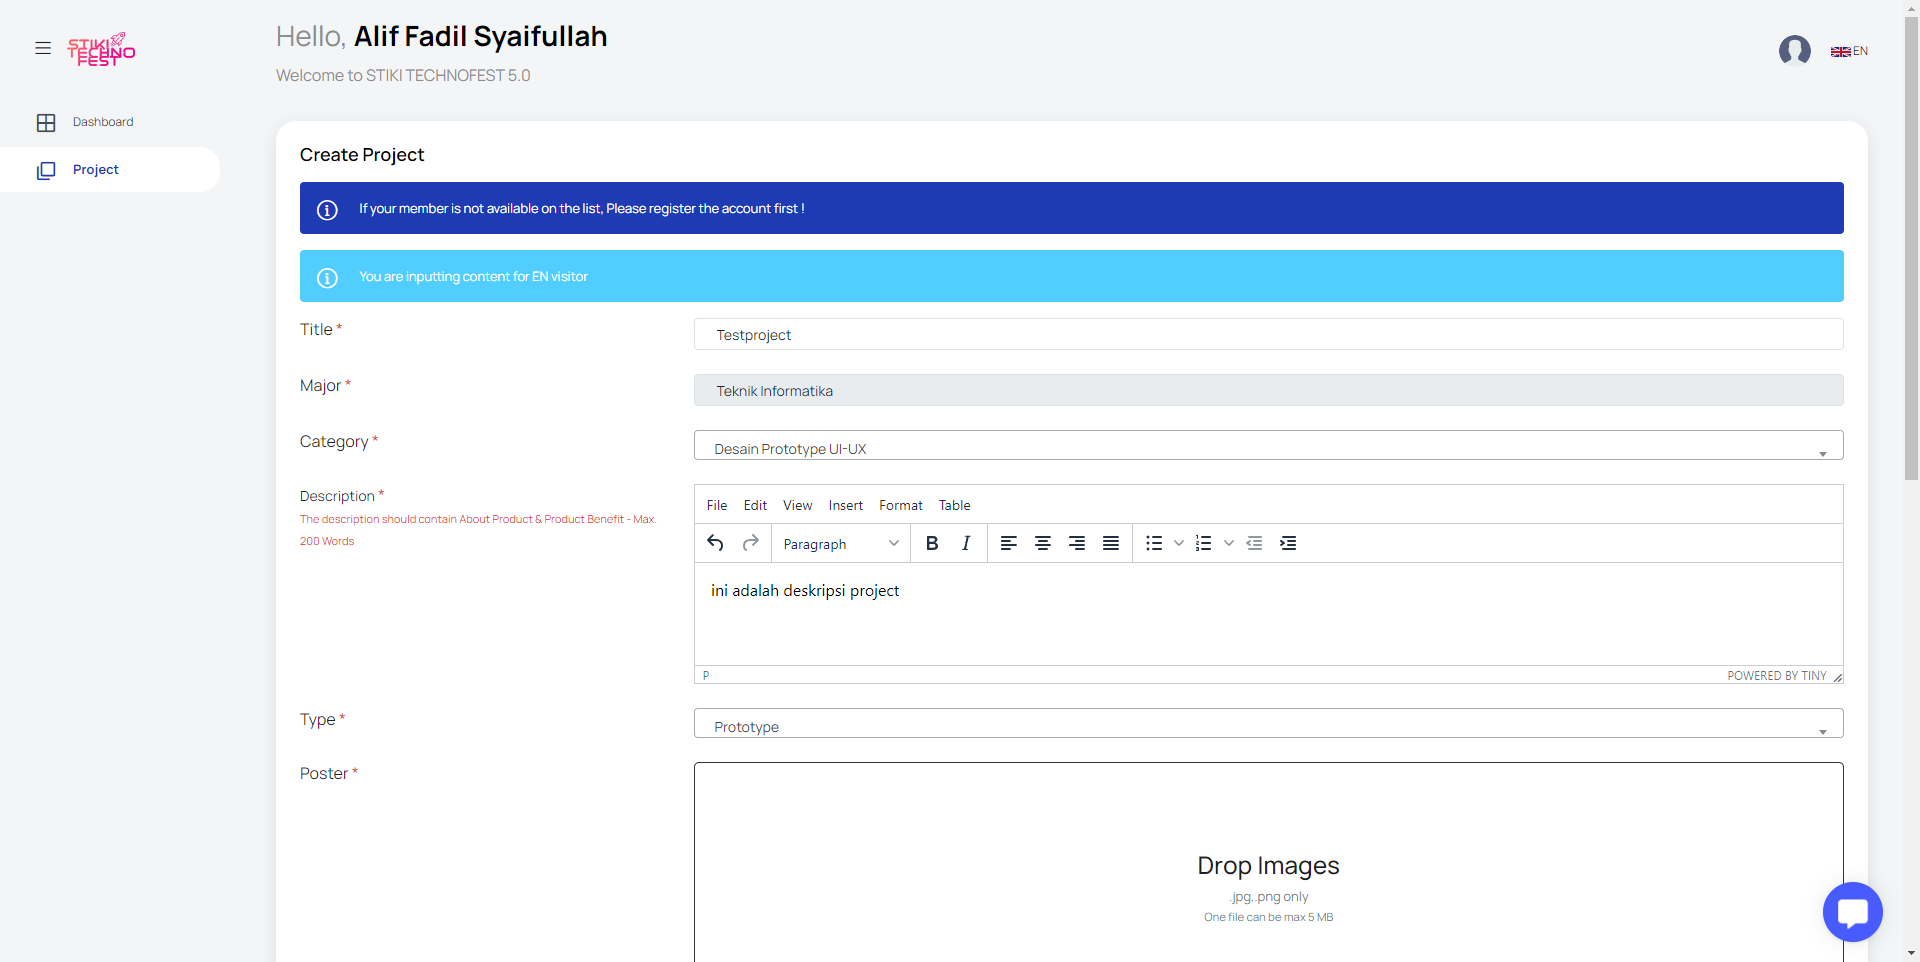 STIKI
TECHNO
FEST
Hello, Alif Fadil Syaifullah
Welcome to STIKI TECHNOFEST 5.0
EN
Dashboard
Project
Create Project
If your member is not available on the list, Please register the account first !
You are inputting content for EN visitor
Title *
Testproject
Major *
Teknik Informatika
Category *
Desain Prototype UI-UX
Description *
The description should contain About Product & Product Benefit - Max.
200 Words
File Edit View Insert Format Table
Paragraph B I
ini adalah deskripsi project
P
POWERED BY TINY
Type *
Prototype
Poster *
Drop Images
.jpg,.png only
One file can be max 5 MB